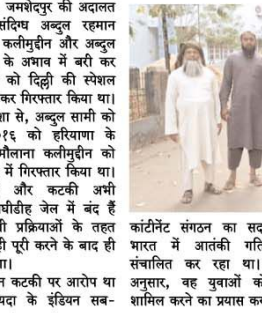 जमशेदपुर की अदालत
संदिग्ध अब्दुल रहमान
कलीमुद्दीन और अब्दुल
के अभाव में बरी कर
को दिल्ली की स्पेशल
कर गिरफ्तार किया था।
शा से, अब्दुल सामी को
१६ को हरियाणा के
मौलाना कलीमुद्दीन को
में गिरफ्तार किया था।
और कटकी अभी
घीडीह जेल में बंद हैं
ी प्रक्रियाओं के तहत
ही पूरी करने के बाद ही
गा।
न कटकी पर आरोप था
यदा के इंडियन सब-
कांटीनेंट संगठन का सद
भारत में आतंकी गति
संचालित कर रहा था।
अनुसार, वह युवाओं को
शामिल करने का प्रयास कर